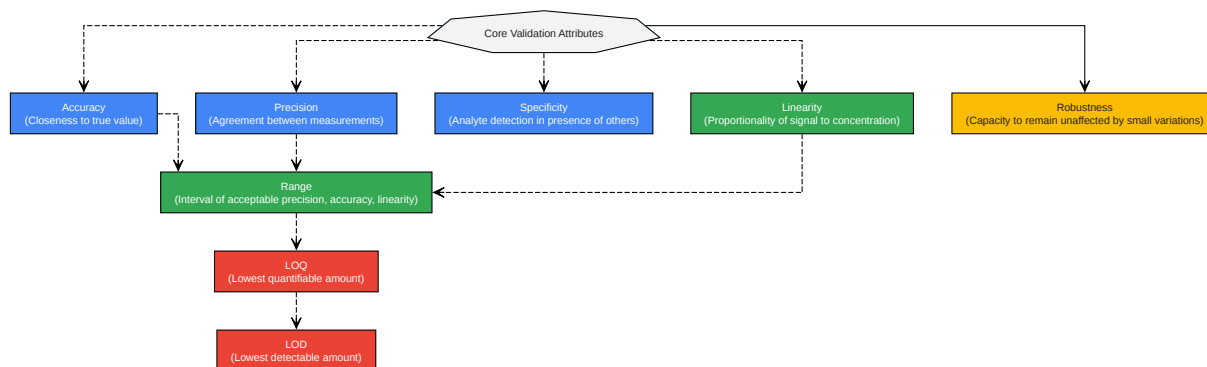 Core Validation Attributes
Accuracy
(Closeness to true value)
Precision
(Agreement between measurements)
Specificity
(Analyte detection in presence of others)
Linearity
(Proportionality of signal to concentration)
Robustness
(Capacity to remain unaffected by small variations)
Range
(Interval of acceptable precision, accuracy, linearity)
LOQ
(Lowest quantifiable amount)
LOD
(Lowest detectable amount)